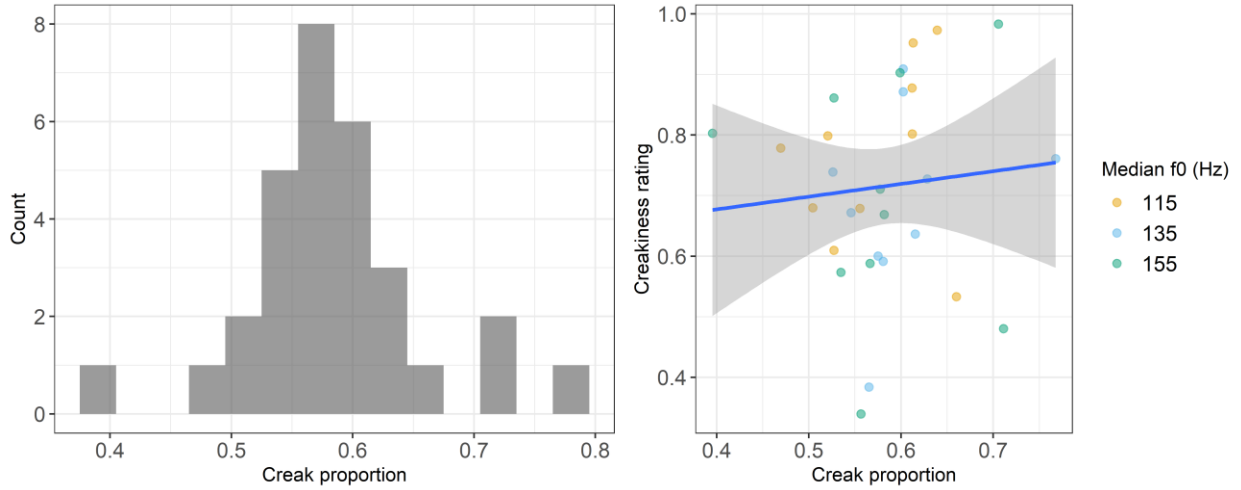 8
6
4
2
0
Count
0.4 0.5 0.6 0.7 0.8
Creak proportion
1.0
0.8
0.6
0.4
Creakiness rating
0.4 0.5 0.6 0.7
Creak proportion
Median f0 (Hz)
115
135
155